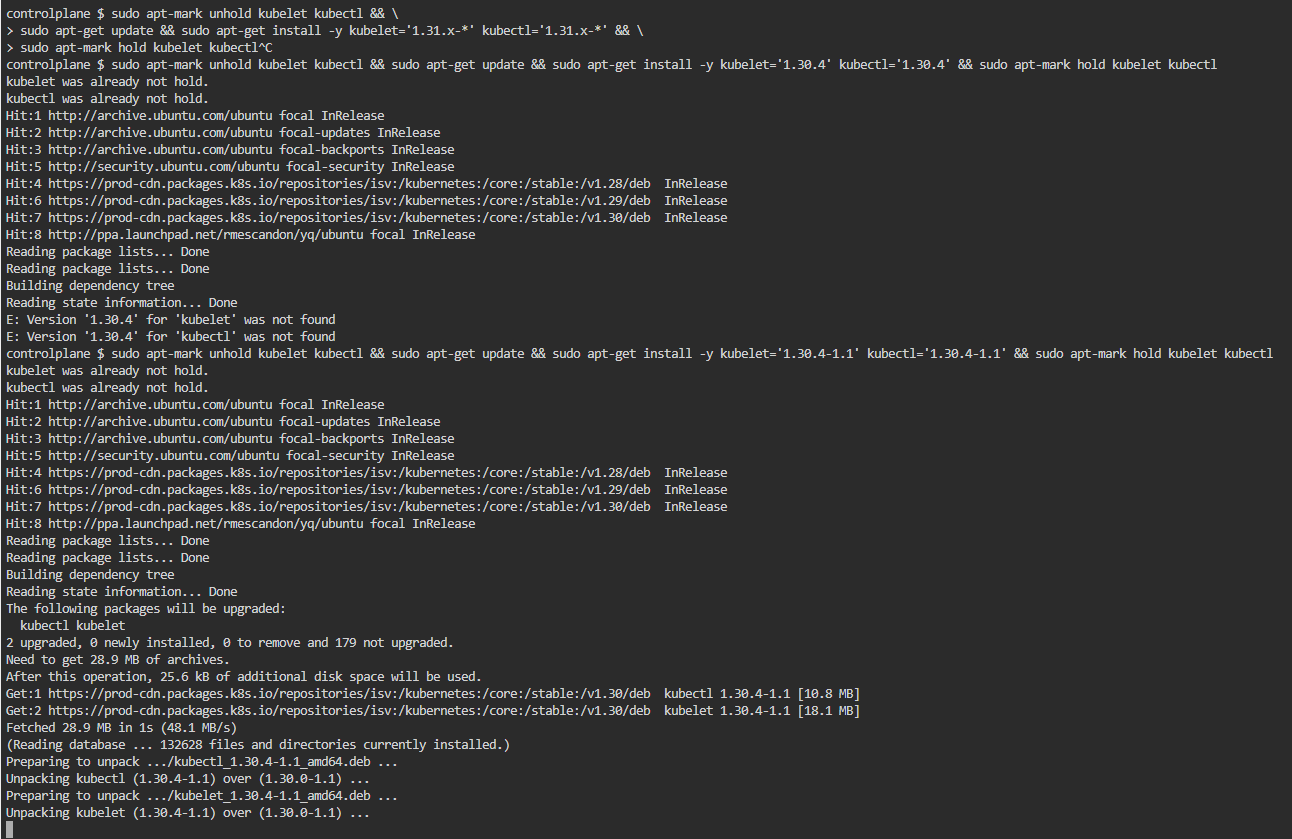 controlplane $ sudo apt-mark unhold kubelet kubectl && \
> sudo apt-get update && sudo apt-get install -y kubelet='1.31.x-*' kubectl='1.31.x-*' && \
> sudo apt-mark hold kubelet kubectl^C
controlplane $ sudo apt-mark unhold kubelet kubectl && sudo apt-get update && sudo apt-get install -y kubelet='1.30.4' kubectl='1.30.4' && sudo apt-mark hold kubelet kubectl
kubelet was already not hold.
kubectl was already not hold.
Hit:1 http://archive.ubuntu.com/ubuntu focal InRelease
Hit:2 http://archive.ubuntu.com/ubuntu focal-updates InRelease
Hit:3 http://archive.ubuntu.com/ubuntu focal-backports InRelease
Hit:5 http://security.ubuntu.com/ubuntu focal-security InRelease
Hit:4 https://prod-cdn.packages.k8s.io/repositories/isv:/kubernetes:/core:/stable:/v1.28/deb  InRelease
Hit:6 https://prod-cdn.packages.k8s.io/repositories/isv:/kubernetes:/core:/stable:/v1.29/deb  InRelease
Hit:7 https://prod-cdn.packages.k8s.io/repositories/isv:/kubernetes:/core:/stable:/v1.30/deb  InRelease
Hit:8 http://ppa.launchpad.net/rmescandon/yq/ubuntu focal InRelease
Reading package lists... Done
Reading package lists... Done
Building dependency tree
Reading state information... Done
E: Version '1.30.4' for 'kubelet' was not found
E: Version '1.30.4' for 'kubectl' was not found
controlplane $ sudo apt-mark unhold kubelet kubectl && sudo apt-get update && sudo apt-get install -y kubelet='1.30.4-1.1' kubectl='1.30.4-1.1' && sudo apt-mark hold kubelet kubectl
kubelet was already not hold.
kubectl was already not hold.
Hit:1 http://archive.ubuntu.com/ubuntu focal InRelease
Hit:2 http://archive.ubuntu.com/ubuntu focal-updates InRelease
Hit:3 http://archive.ubuntu.com/ubuntu focal-backports InRelease
Hit:5 http://security.ubuntu.com/ubuntu focal-security InRelease
Hit:4 https://prod-cdn.packages.k8s.io/repositories/isv:/kubernetes:/core:/stable:/v1.28/deb  InRelease
Hit:6 https://prod-cdn.packages.k8s.io/repositories/isv:/kubernetes:/core:/stable:/v1.29/deb  InRelease
Hit:7 https://prod-cdn.packages.k8s.io/repositories/isv:/kubernetes:/core:/stable:/v1.30/deb  InRelease
Hit:8 http://ppa.launchpad.net/rmescandon/yq/ubuntu focal InRelease
Reading package lists... Done
Reading package lists... Done
Building dependency tree
Reading state information... Done
The following packages will be upgraded:
  kubectl kubelet
2 upgraded, 0 newly installed, 0 to remove and 179 not upgraded.
Need to get 28.9 MB of archives.
After this operation, 25.6 kB of additional disk space will be used.
Get:1 https://prod-cdn.packages.k8s.io/repositories/isv:/kubernetes:/core:/stable:/v1.30/deb  kubectl 1.30.4-1.1 [10.8 MB]
Get:2 https://prod-cdn.packages.k8s.io/repositories/isv:/kubernetes:/core:/stable:/v1.30/deb  kubelet 1.30.4-1.1 [18.1 MB]
Fetched 28.9 MB in 1s (48.1 MB/s)
(Reading database ... 132628 files and directories currently installed.)
Preparing to unpack .../kubectl_1.30.4-1.1_amd64.deb ...
Unpacking kubectl (1.30.4-1.1) over (1.30.0-1.1) ...
Preparing to unpack .../kubelet_1.30.4-1.1_amd64.deb ...
Unpacking kubelet (1.30.4-1.1) over (1.30.0-1.1) ...